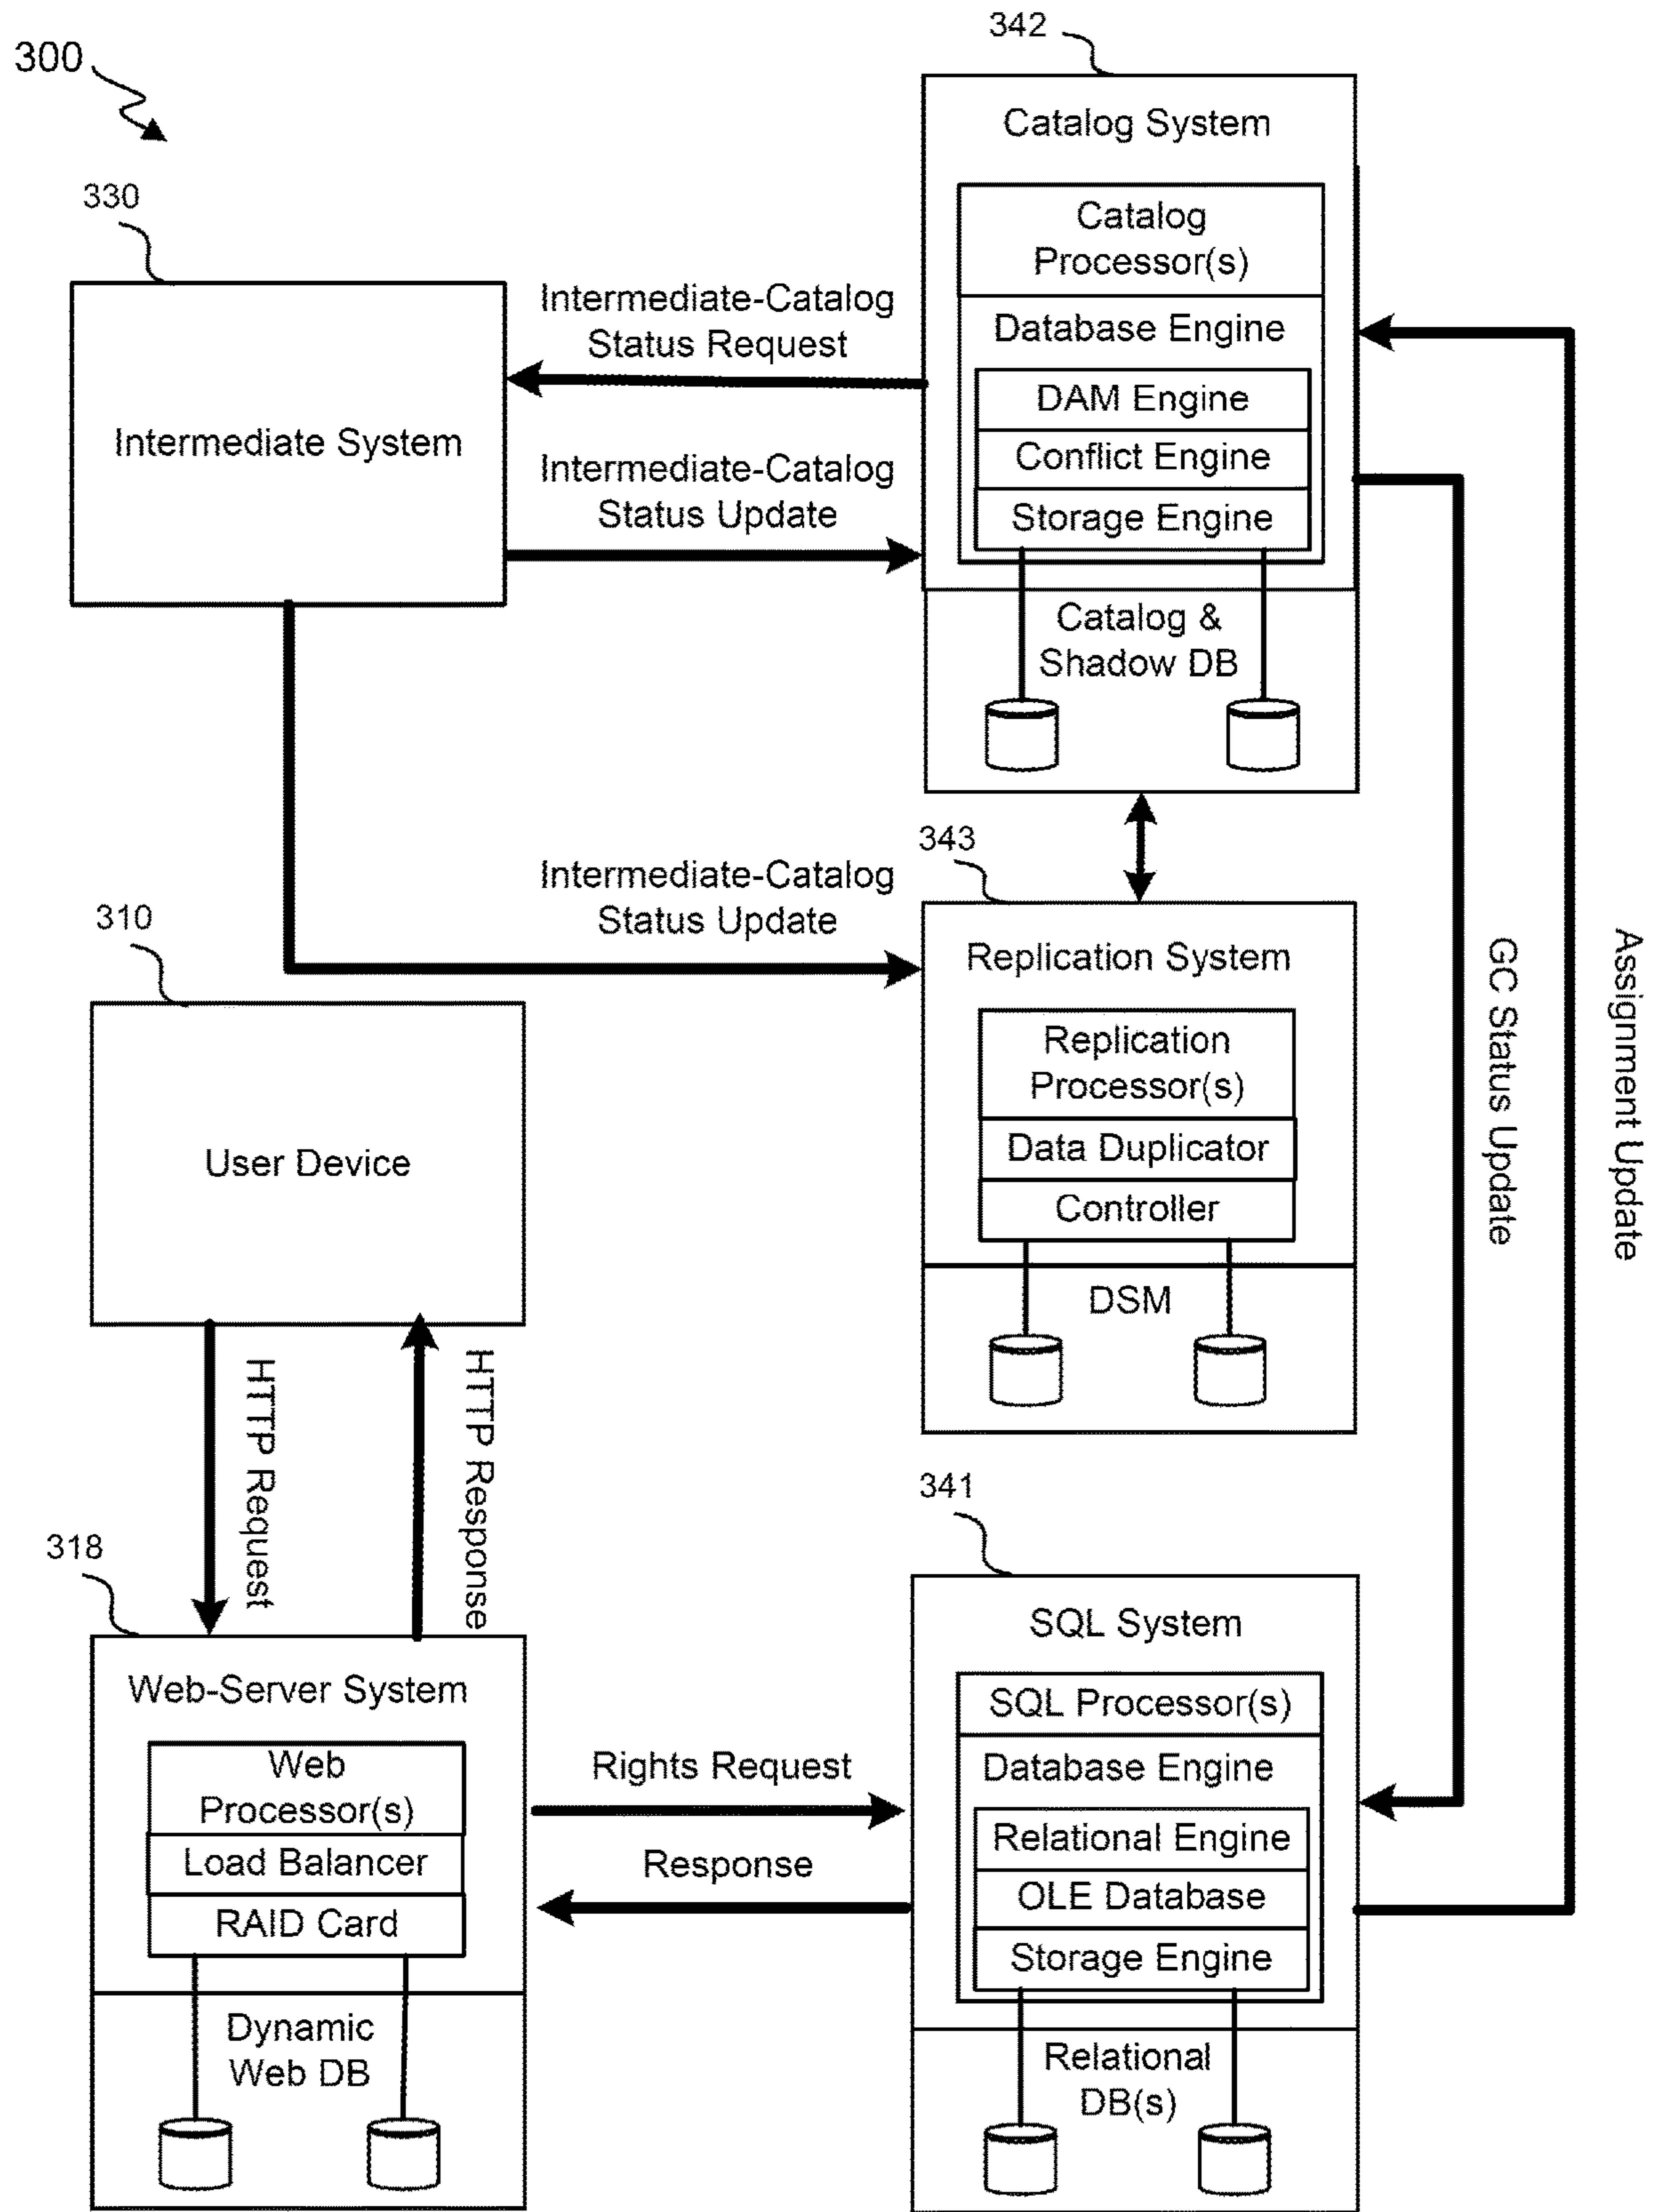 300
342
Catalog System
Catalog
Processor(s)
Database Engine
DAM Engine
Conflict Engine
Storage Engine
Catalog &
Shadow DB
330
Intermediate System
Intermediate-Catalog
Status Request
Intermediate-Catalog
Status Update
Intermediate-Catalog
Status Update
343
Replication System
Replication
Processor(s)
Data Duplicator
Controller
DSM
GC Status Update
Assignment Update
310
User Device
HTTP Request
HTTP Response
318
Web-Server System
Web
Processor(s)
Load Balancer
RAID Card
Dynamic
Web DB
Rights Request
Response
341
SQL System
SQL Processor(s)
Database Engine
Relational Engine
OLE Database
Storage Engine
Relational
DB(s)